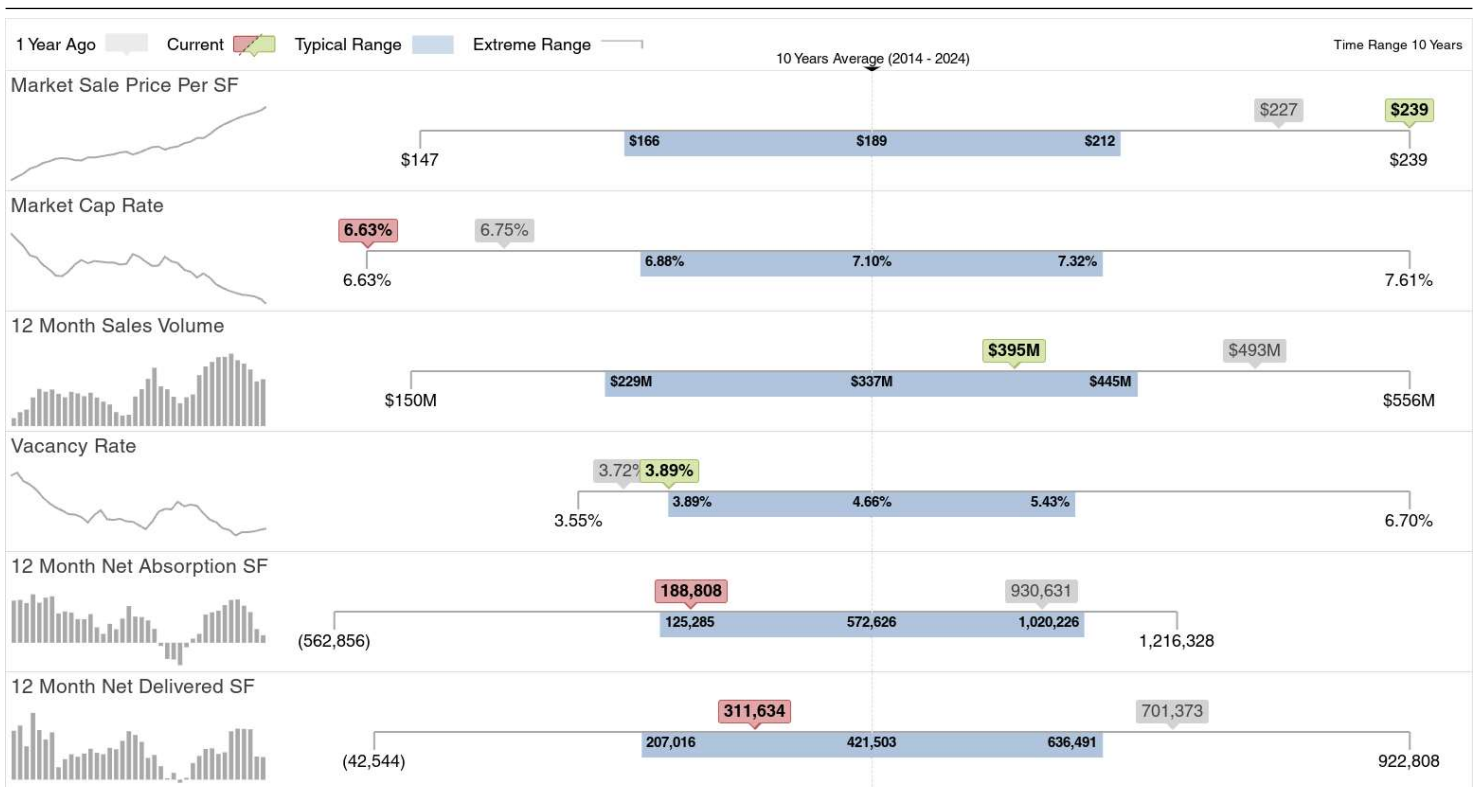 1 Year Ago Current Typical Range Extreme Range 10 Years Average (2014 - 2024) Time Range 10 Years
Market Sale Price Per SF
$227 $239
$166 $189 $212
$147 $239
Market Cap Rate
6.63% 6.75%
6.88% 7.10% 7.32%
6.63% 7.61%
12 Month Sales Volume
$395M $493M
$229M $337M $445M
$150M $556M
Vacancy Rate
3.72% 3.89%
3.89% 4.66% 5.43%
3.55% 6.70%
12 Month Net Absorption SF
188,808 930,631
125,285 572,626 1,020,226
(562,856) 1,216,328
12 Month Net Delivered SF
311,634 701,373
207,016 421,503 636,491
(42,544) 922,808